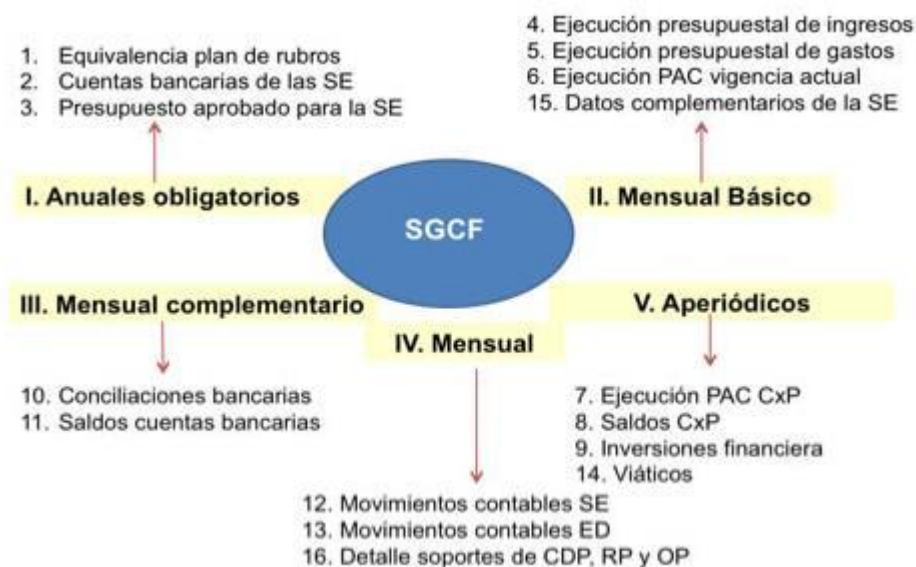 1. Equivalencia plan de rubros
2. Cuentas bancarias de las SE
3. Presupuesto aprobado para la SE
I. Anuales obligatorios
4. Ejecución presupuestal de ingresos
5. Ejecución presupuestal de gastos
6. Ejecución PAC vigencia actual
15. Datos complementarios de la SE
II. Mensual Básico
SGCF
III. Mensual complementario
10. Conciliaciones bancarias
11. Saldos cuentas bancarias
IV. Mensual
12. Movimientos contables SE
13. Movimientos contables ED
16. Detalle soportes de CDP, RP y OP
V. Aperiódicos
7. Ejecución PAC CxP
8. Saldos CxP
9. Inversiones financiera
14. Viáticos